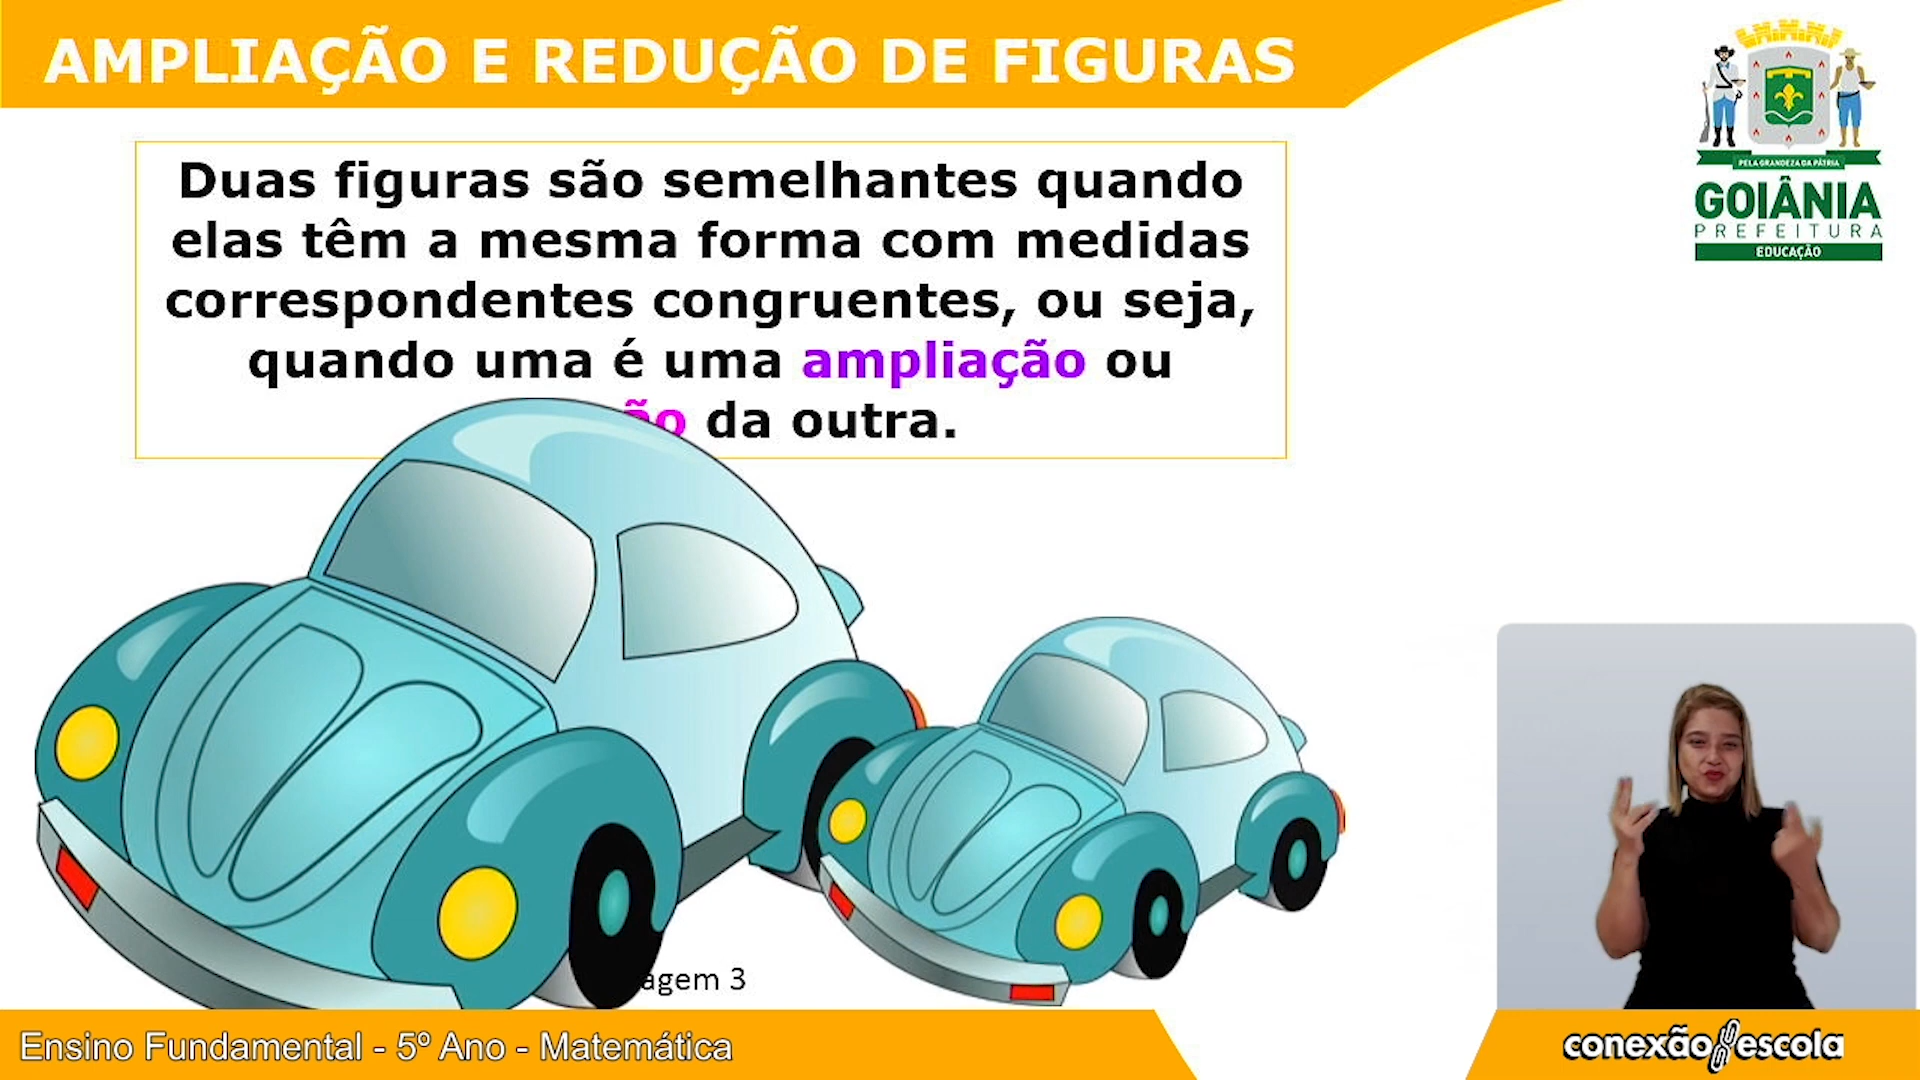 AMPLIAÇÃO E REDUÇÃO DE FIGURAS
Duas figuras são semelhantes quando
elas têm a mesma forma com medidas
correspondentes congruentes, ou seja,
quando uma é uma ampliação ou
ão da outra.
agem 3
PELA GRANDEZA DA PÁTRIA
GOIÂNIA
PREFEITURA
EDUCAÇÃO
Ensino Fundamental - 5º Ano - Matemática
conexão escola